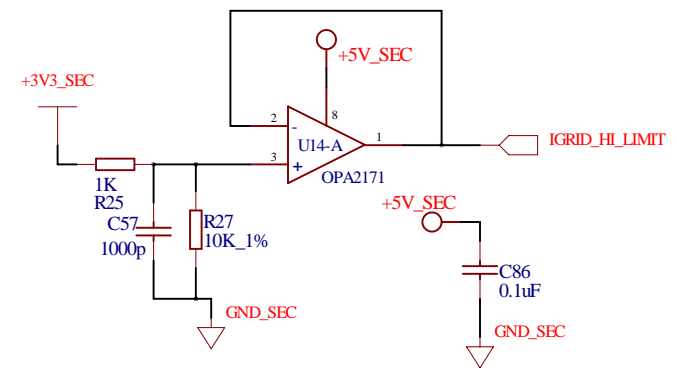 +5V_SEC
+3V3_SEC
2
8
-
U14-A
1
IGRID_HI_LIMIT
3
+
OPA2171
1K
R25
C57
1000p
R27
10K_1%
GND_SEC
+5V_SEC
C86
0.1uF
GND_SEC